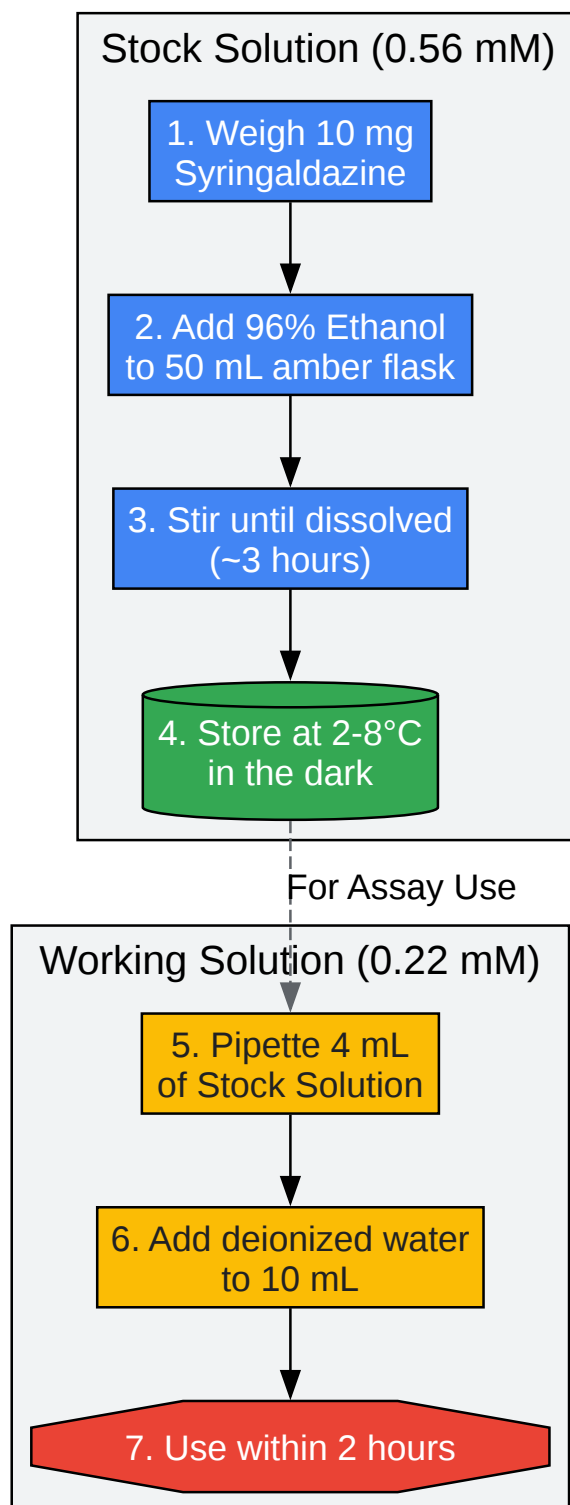 Stock Solution (0.56 mM)
1. Weigh 10 mg
Syringaldazine
2. Add 96% Ethanol
to 50 mL amber flask
3. Stir until dissolved
(~3 hours)
4. Store at 2-8°C
in the dark
For Assay Use
Working Solution (0.22 mM)
5. Pipette 4 mL
of Stock Solution
6. Add deionized water
to 10 mL
7. Use within 2 hours